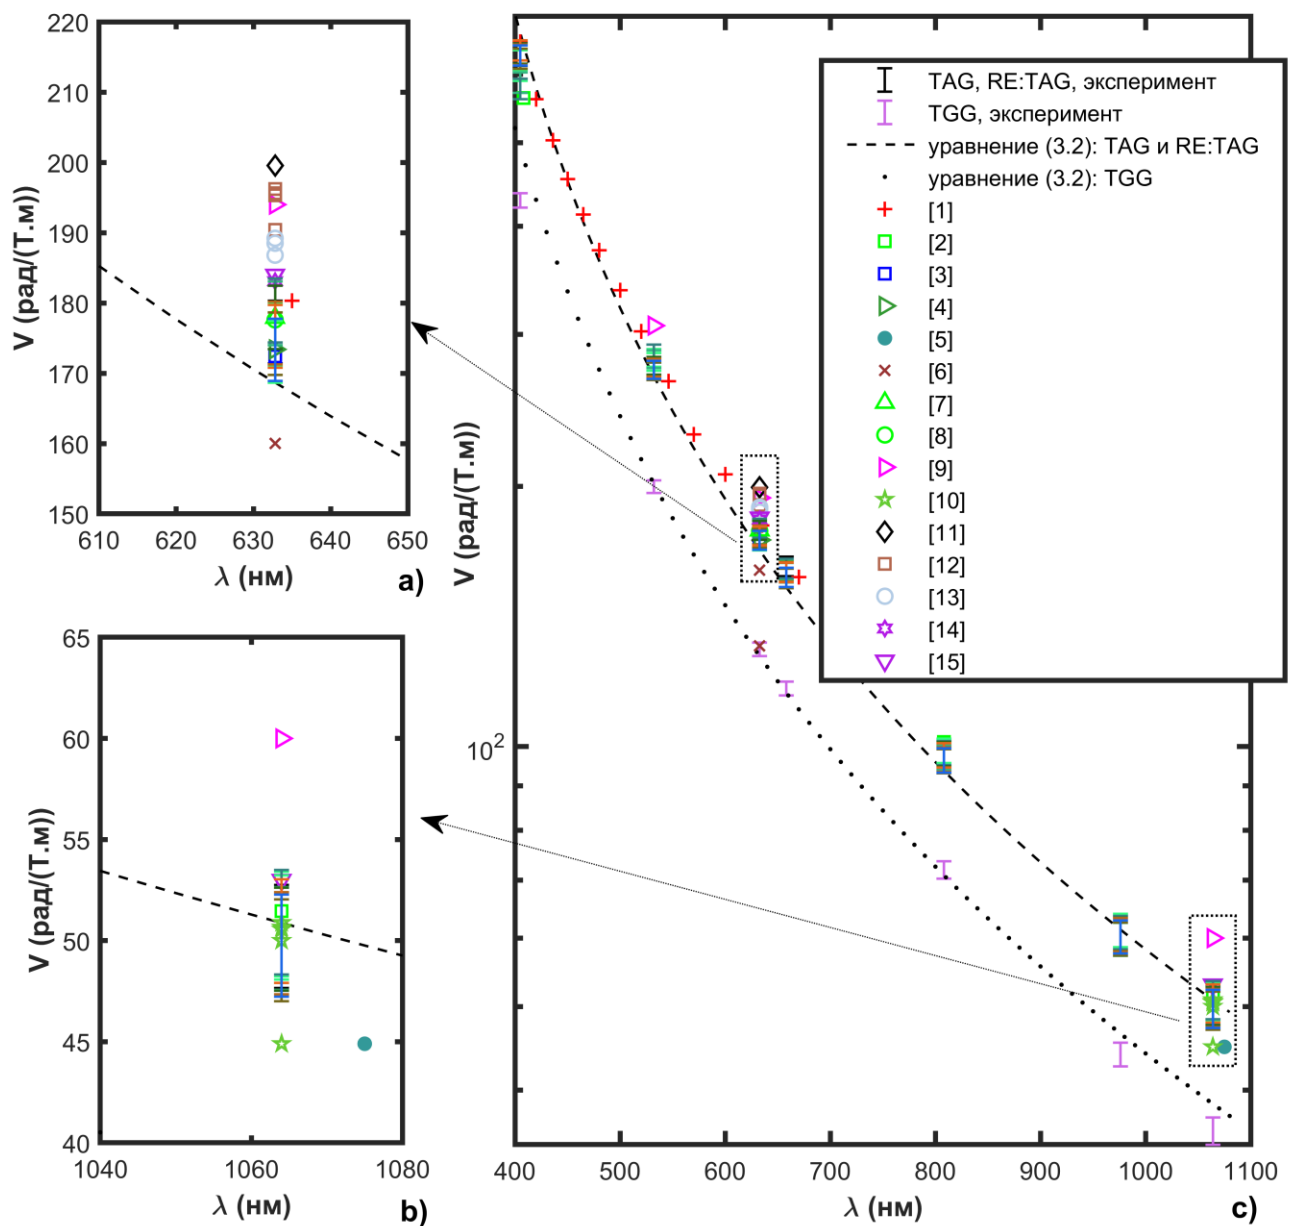 220
210
200
190
180
170
160
150
V (рад/(Т.м))
610 620 630 640 650
λ (нм)
a)
65
60
55
50
45
40
V (рад/(Т.м))
1040 1060 1080
λ (нм)
b)
V (рад/(Т.м))
10²
400 500 600 700 800 900 1000 1100
λ (нм)
c)
TAG, RE:TAG, эксперимент
TGG, эксперимент
уравнение (3.2): TAG и RE:TAG
уравнение (3.2): TGG
[1]
[2]
[3]
[4]
[5]
[6]
[7]
[8]
[9]
[10]
[11]
[12]
[13]
[14]
[15]